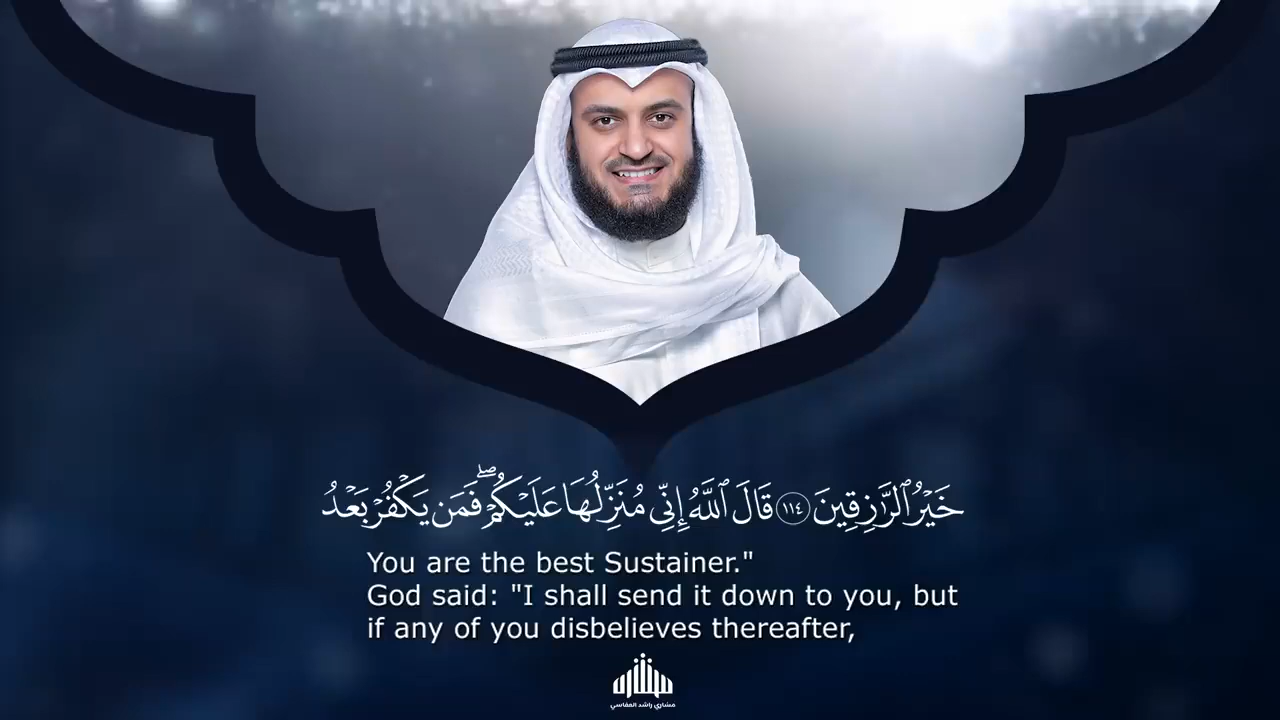 خَيْرُ ٱلرَّٰزِقِينَ ١١٤ قَالَ ٱللَّهُ إِنِّى مُنَزِّلُهَا عَلَيْكُمْ ۖ فَمَن يَكْفُرْ بَعْدُ
You are the best Sustainer."
God said: "I shall send it down to you, but
if any of you disbelieves thereafter,
مشاري راشد العفاسي